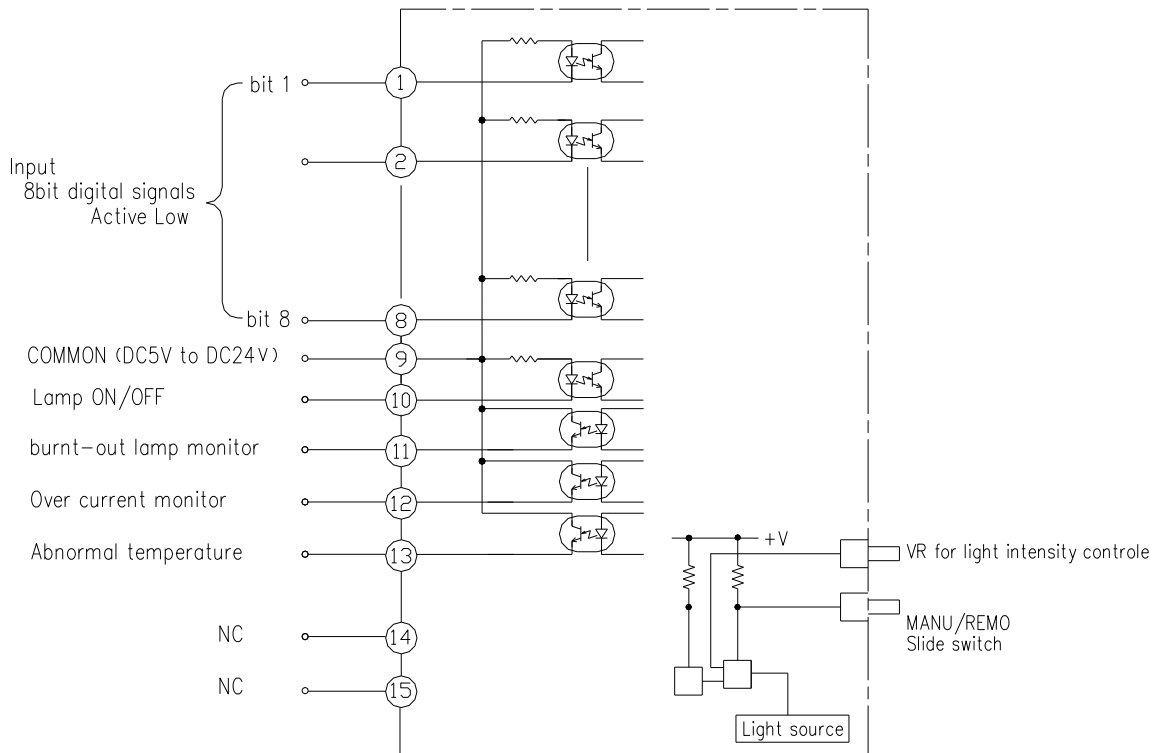 bit 1
1
2
Input
8bit digital signals
Active Low
bit 8
8
COMMON (DC5V to DC24V)
9
Lamp ON/OFF
10
burnt-out lamp monitor
11
Over current monitor
12
Abnormal temperature
13
+V
VR for light intensity controle
MANU/REMO
Slide switch
NC
14
NC
15
Light source